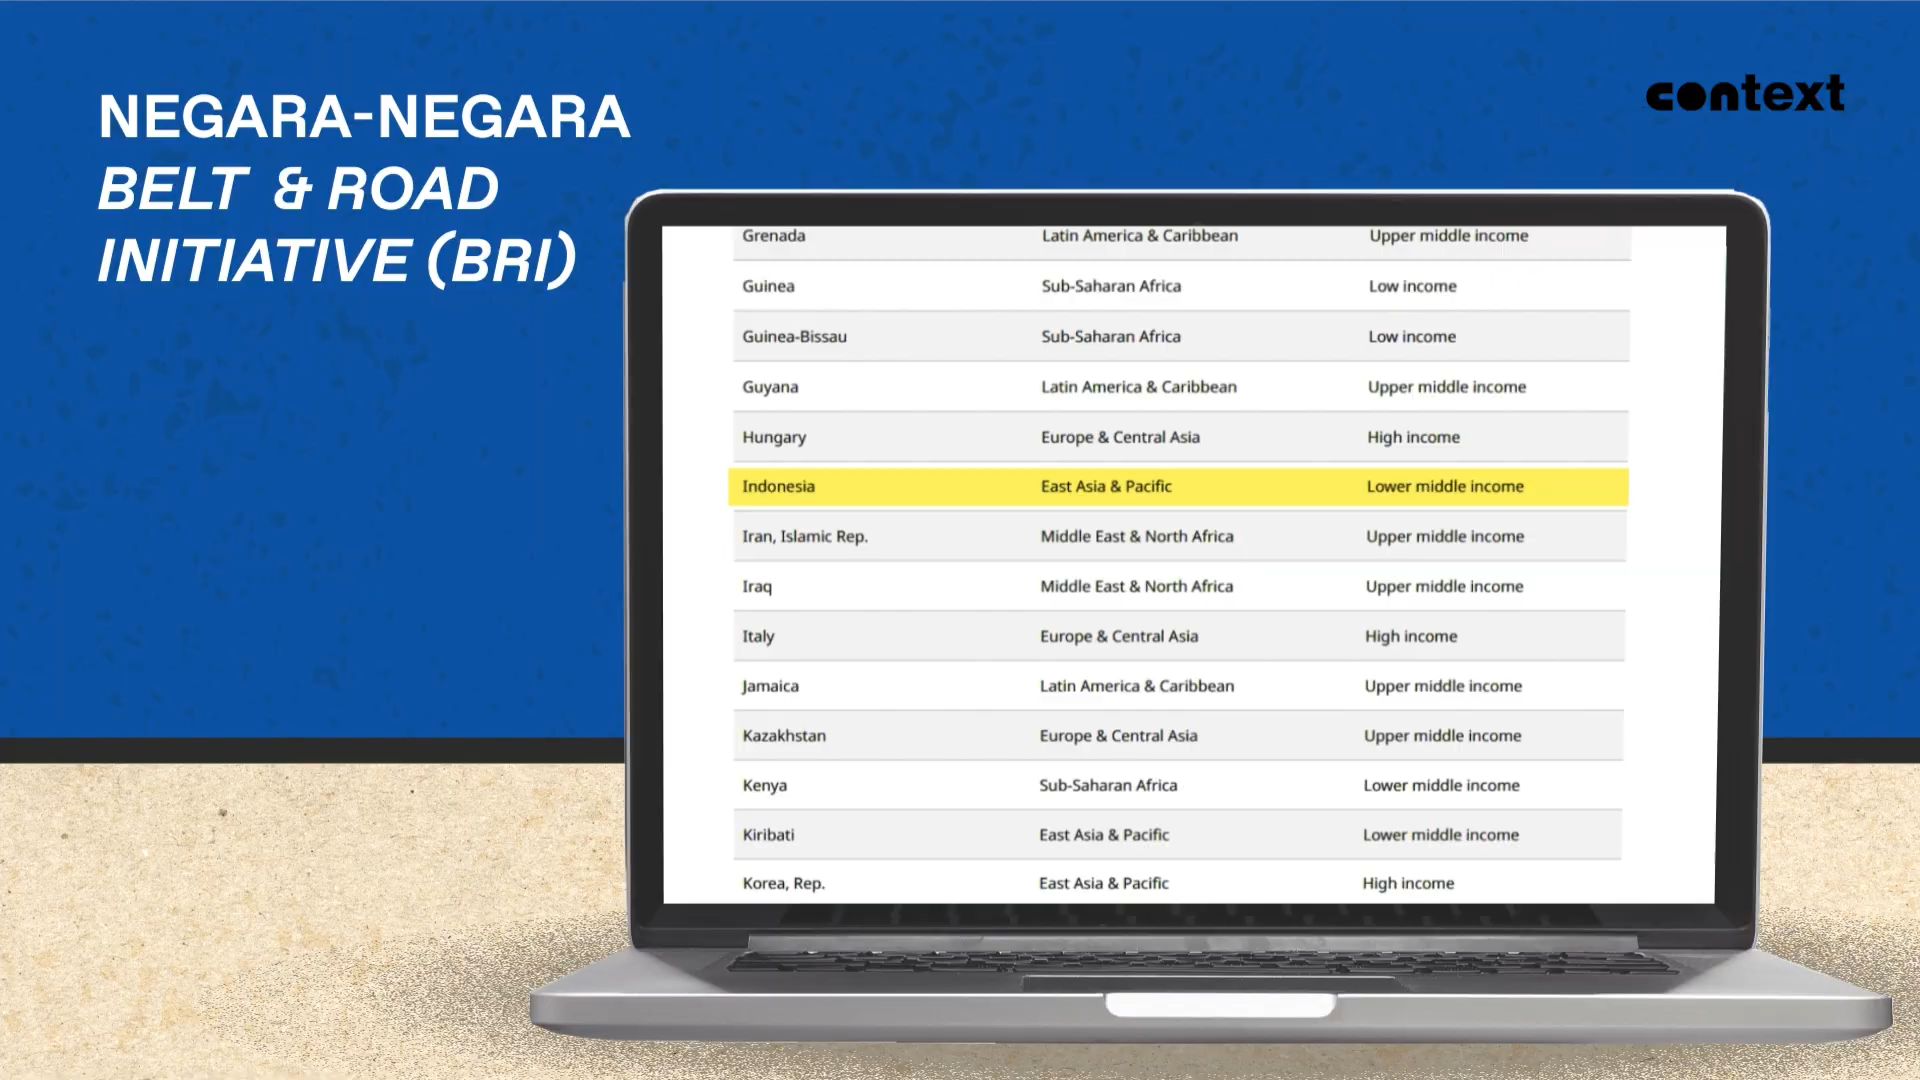 NEGARA-NEGARA
BELT & ROAD
INITIATIVE (BRI)
context
Grenada Latin America & Caribbean Upper middle income
Guinea Sub-Saharan Africa Low income
Guinea-Bissau Sub-Saharan Africa Low income
Guyana Latin America & Caribbean Upper middle income
Hungary Europe & Central Asia High income
Indonesia East Asia & Pacific Lower middle income
Iran, Islamic Rep. Middle East & North Africa Upper middle income
Iraq Middle East & North Africa Upper middle income
Italy Europe & Central Asia High income
Jamaica Latin America & Caribbean Upper middle income
Kazakhstan Europe & Central Asia Upper middle income
Kenya Sub-Saharan Africa Lower middle income
Kiribati East Asia & Pacific Lower middle income
Korea, Rep. East Asia & Pacific High income